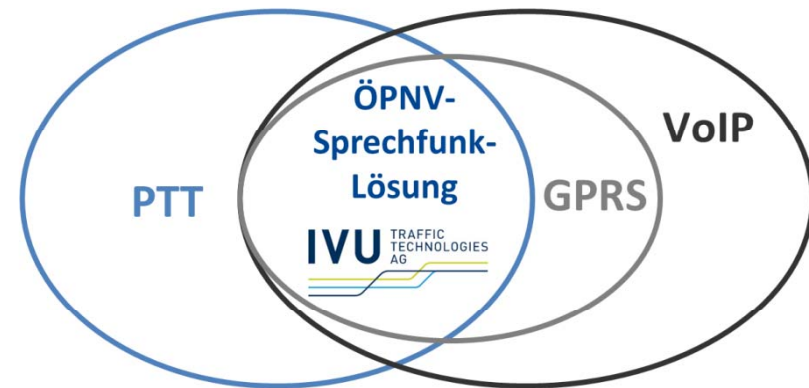 ÖPNV-
Sprechfunk-
Lösung
PTT
GPRS
VoIP
IVU TRAFFIC
TECHNOLOGIES
AG